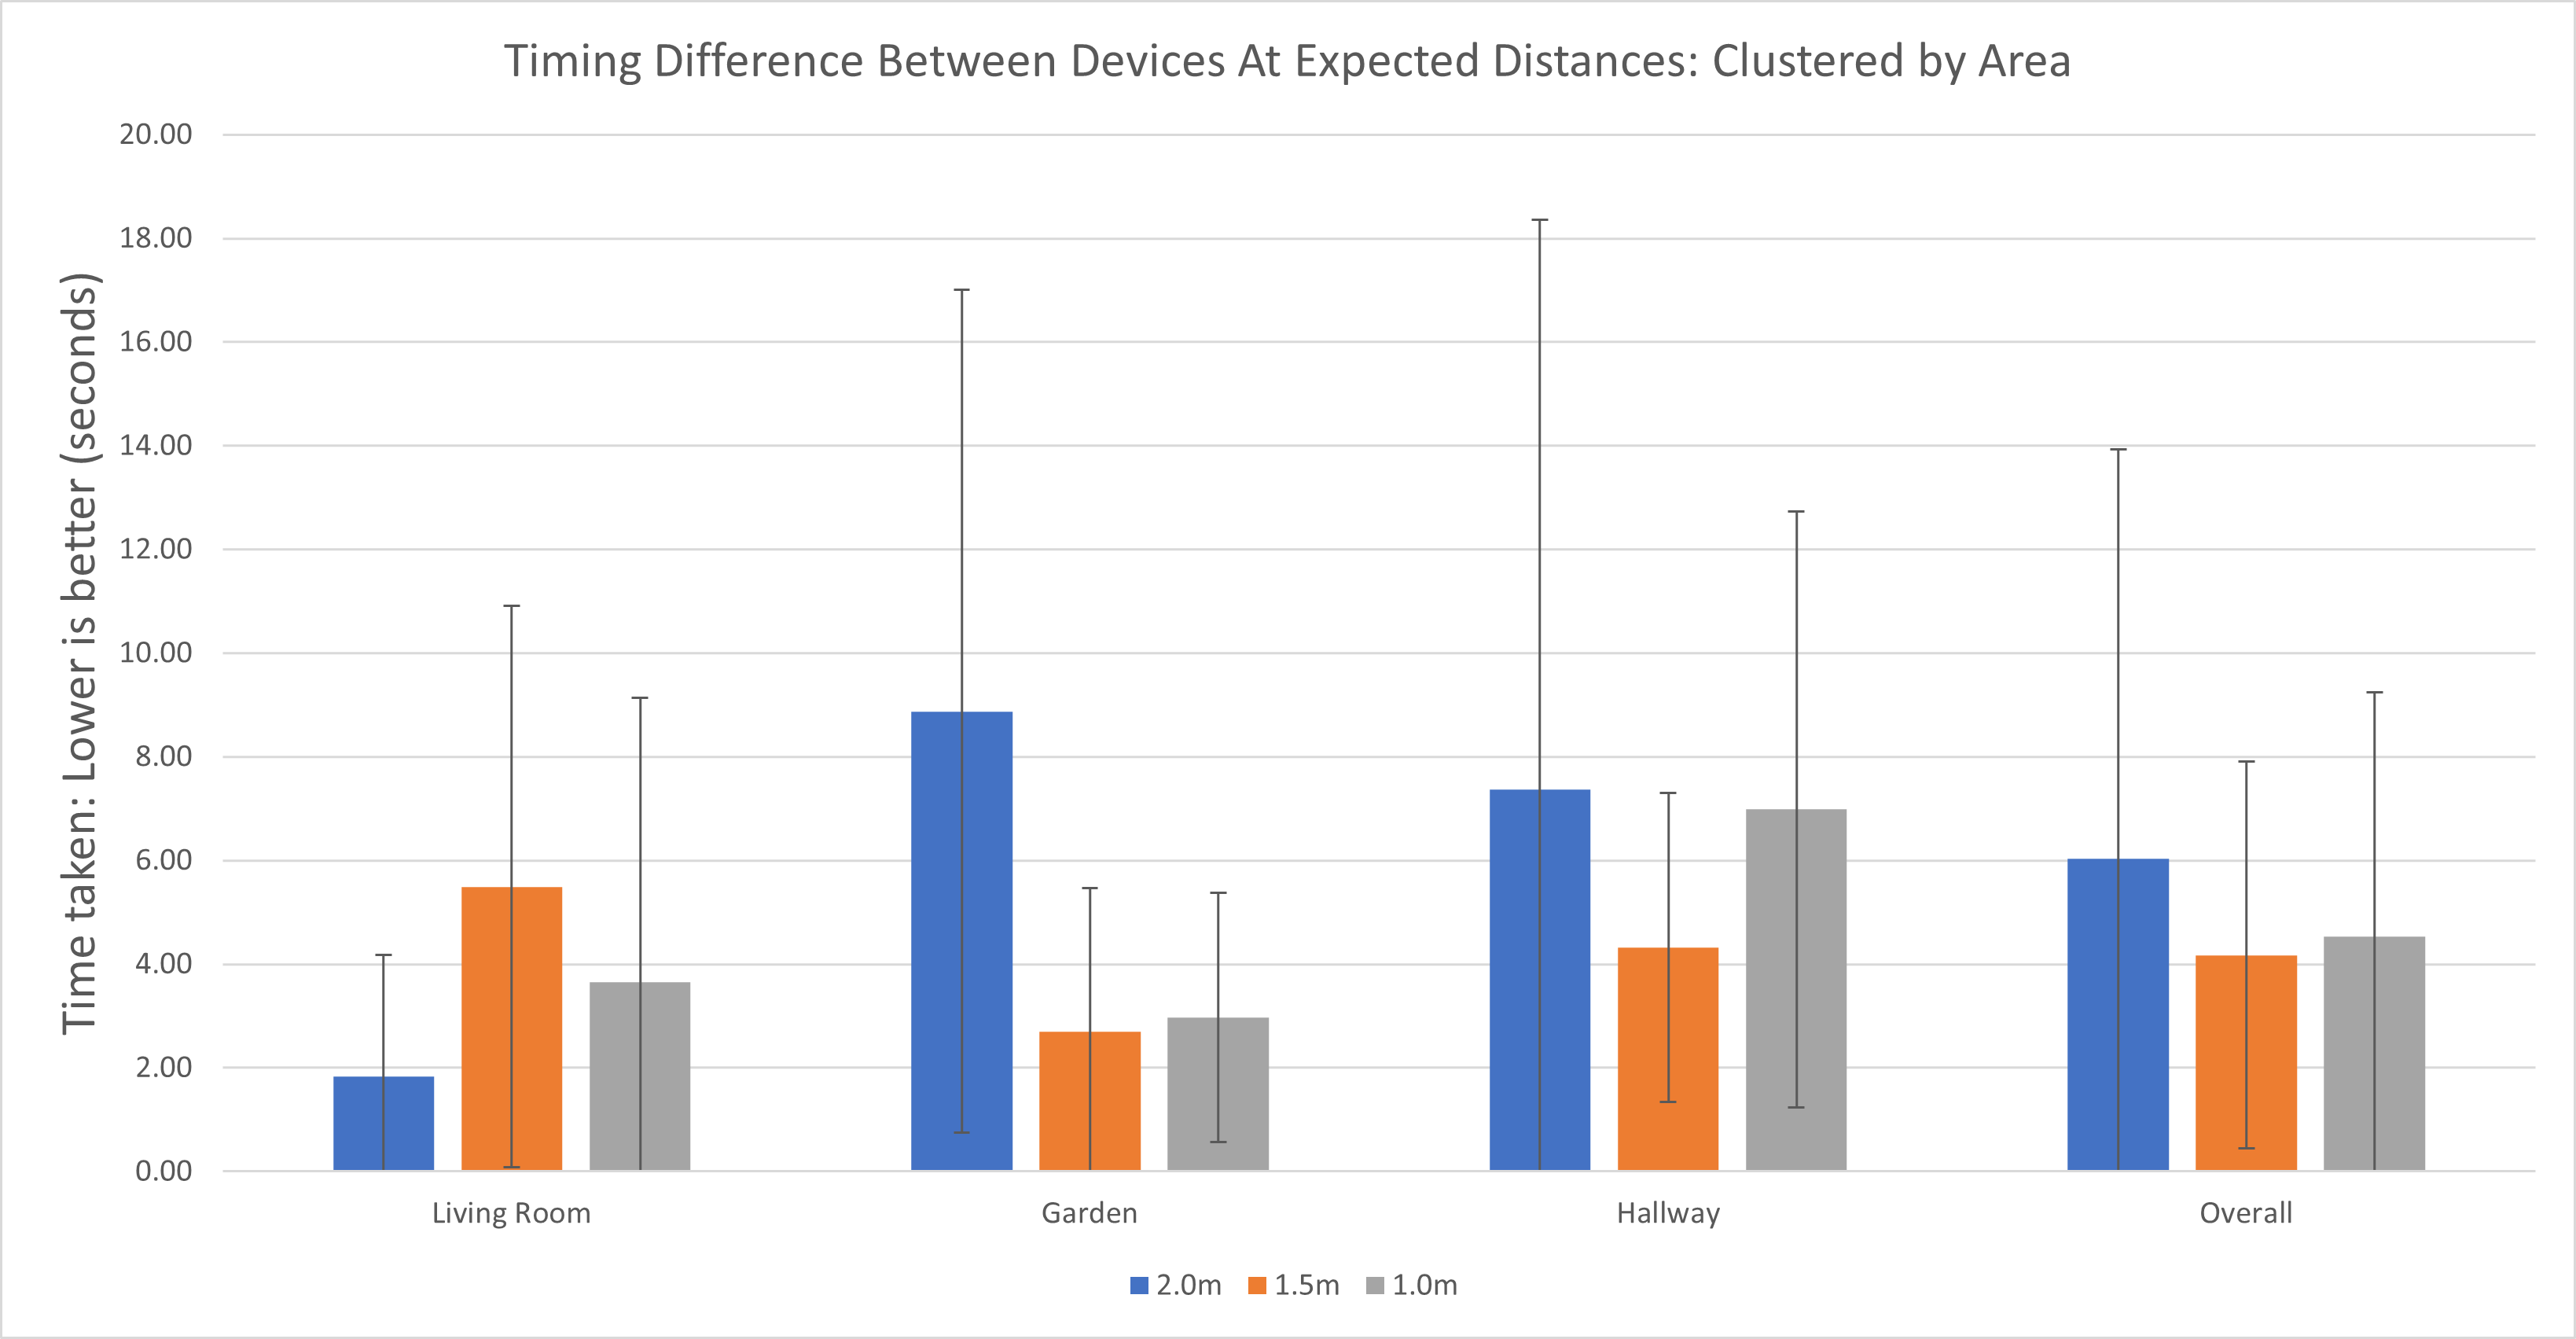 Timing Difference Between Devices At Expected Distances: Clustered by Area
Time taken: Lower is better (seconds)
20.00
18.00
16.00
14.00
12.00
10.00
8.00
6.00
4.00
2.00
0.00
Living Room
Garden
Hallway
Overall
2.0m 1.5m 1.0m